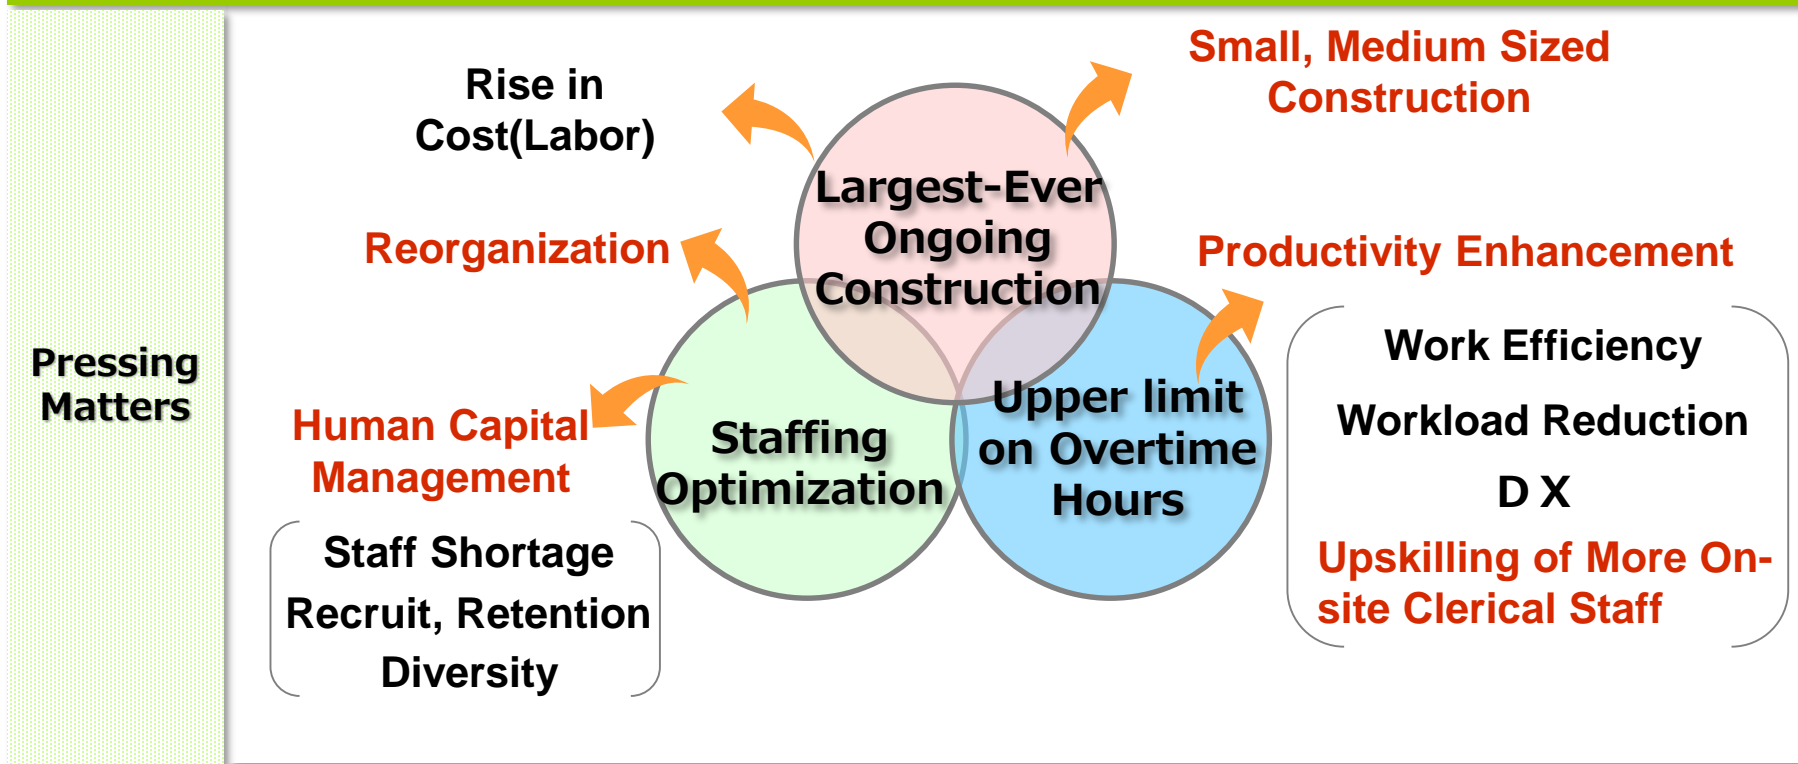 Pressing
Matters
Rise in
Cost(Labor)
Small, Medium Sized
Construction
Largest-Ever
Ongoing
Construction
Reorganization
Productivity Enhancement
Work Efficiency
Workload Reduction
D X
Upskilling of More On-
site Clerical Staff
Upper limit
on Overtime
Hours
Staffing
Optimization
Human Capital
Management
Staff Shortage
Recruit, Retention
Diversity